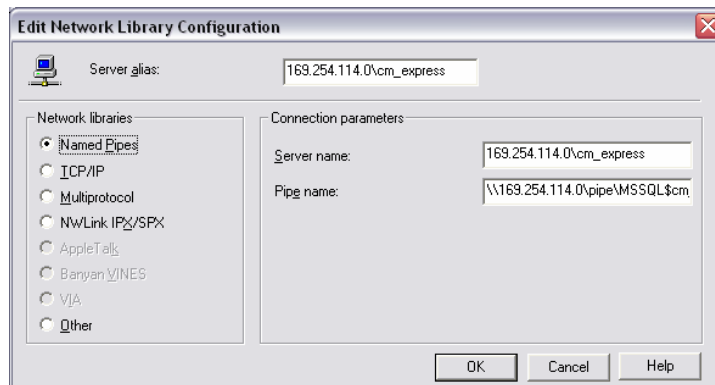 Edit Network Library Configuration
Server alias: 169.254.114.0\cm_express
Network libraries
Named Pipes
TCP/IP
Multiprotocol
NWLink IPX/SPX
AppleTalk
Banyan VINES
VIA
Other
Connection parameters
Server name: 169.254.114.0\cm_express
Pipe name: \\169.254.114.0\pipe\MSSQL$cm_
OK Cancel Help